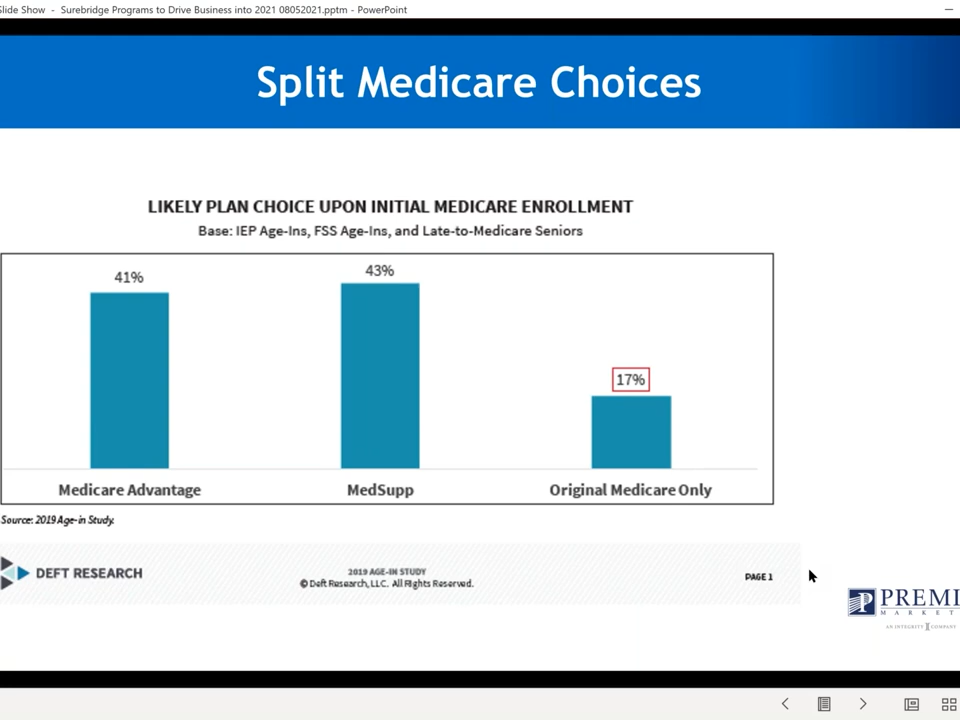 Slide Show - Surebridge Programs to Drive Business into 2021 08052021.pptm - PowerPoint
Split Medicare Choices
LIKELY PLAN CHOICE UPON INITIAL MEDICARE ENROLLMENT
Base: IEP Age-Ins, FSS Age-Ins, and Late-to-Medicare Seniors
41%
43%
17%
Medicare Advantage
MedSupp
Original Medicare Only
Source: 2019 Age-in Study.
DEFT RESEARCH
2019 AGE-IN STUDY
© Deft Research, LLC. All Rights Reserved.
PAGE 1
PREMI
MARKET
AN INTEGRITY COMPANY